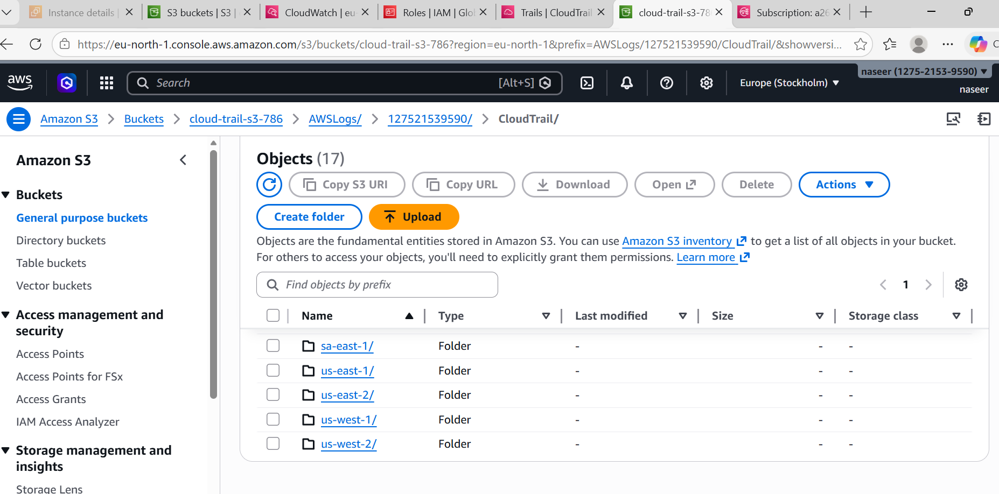 Instance details |
S3 buckets | S3 |
CloudWatch | eu-
Roles | IAM | Glo
Trails | CloudTrail
cloud-trail-s3-78
Subscription: a26
https://eu-north-1.console.aws.amazon.com/s3/buckets/cloud-trail-s3-786?region=eu-north-1&prefix=AWSLogs/127521539590/CloudTrail/&showversi...
aws
Search
[Alt+S]
Europe (Stockholm)
naseer (1275-2153-9590)
naseer
Amazon S3 > Buckets > cloud-trail-s3-786 > AWSLogs/ > 127521539590/ > CloudTrail/
Amazon S3
Buckets
General purpose buckets
Directory buckets
Table buckets
Vector buckets
Access management and
security
Access Points
Access Points for FSx
Access Grants
IAM Access Analyzer
Storage management and
insights
Storage Lens
Objects (17)
Copy S3 URI
Copy URL
Download
Open
Delete
Actions
Create folder
Upload
Objects are the fundamental entities stored in Amazon S3. You can use Amazon S3 inventory to get a list of all objects in your bucket.
For others to access your objects, you'll need to explicitly grant them permissions. Learn more
Find objects by prefix
1
Name Type Last modified Size Storage class
sa-east-1/ Folder - - -
us-east-1/ Folder - - -
us-east-2/ Folder - - -
us-west-1/ Folder - - -
us-west-2/ Folder - - -